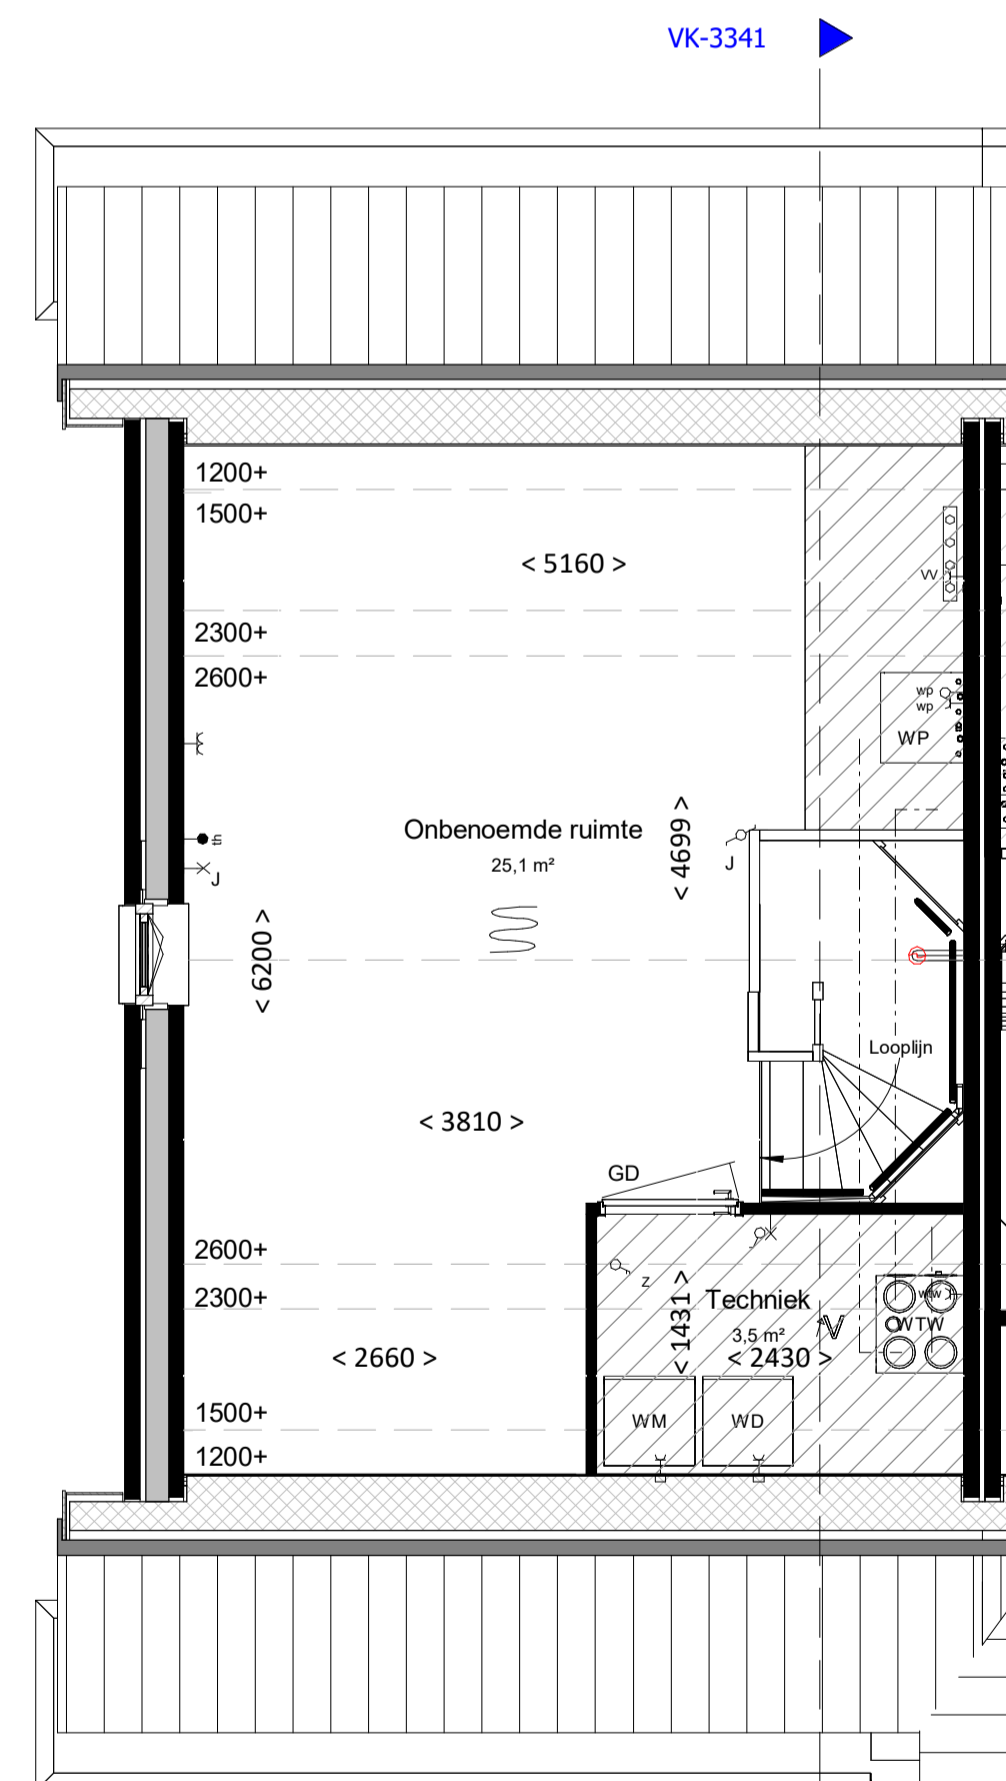 VK-3341
1200+
1500+
< 5160 >
VV
2300+
2600+
wp
wp
WP
Onbenoemde ruimte
25,1 m²
< 4699 >
J
J
< 6200 >
Looplijn
< 3810 >
GD
2600+
2300+
z
Techniek
3,5 m²
< 1431 >
< 2430 >
V
wtw
WTW
< 2660 >
1500+
1200+
WM
WD